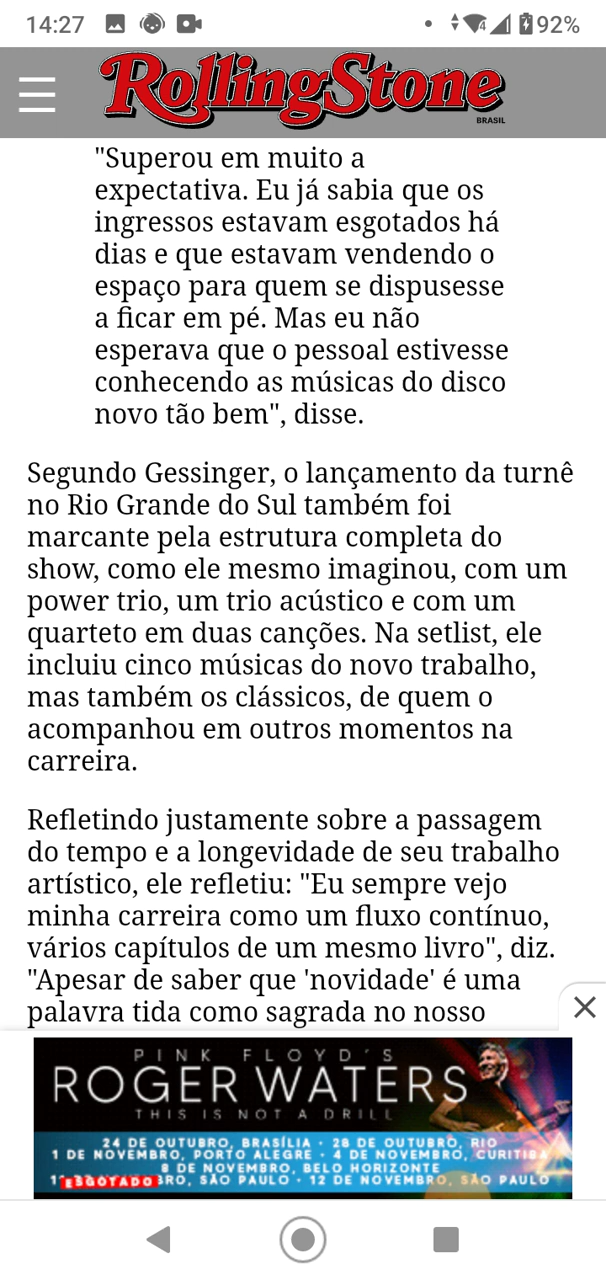 14:27
4
92%
RollingStone
BRASIL
"Superou em muito a
expectativa. Eu já sabia que os
ingressos estavam esgotados há
dias e que estavam vendendo o
espaço para quem se dispusesse
a ficar em pé. Mas eu não
esperava que o pessoal estivesse
conhecendo as músicas do disco
novo tão bem", disse.
Segundo Gessinger, o lançamento da turnê
no Rio Grande do Sul também foi
marcante pela estrutura completa do
show, como ele mesmo imaginou, com um
power trio, um trio acústico e com um
quarteto em duas canções. Na setlist, ele
incluiu cinco músicas do novo trabalho,
mas também os clássicos, de quem o
acompanhou em outros momentos na
carreira.
Refletindo justamente sobre a passagem
do tempo e a longevidade de seu trabalho
artístico, ele refletiu: "Eu sempre vejo
minha carreira como um fluxo contínuo,
vários capítulos de um mesmo livro", diz.
"Apesar de saber que 'novidade' é uma
palavra tida como sagrada no nosso
PINK FLOYD'S
ROGER WATERS
THIS IS NOT A DRILL
24 DE OUTUBRO, BRASÍLIA · 28 DE OUTUBRO, RIO
1 DE NOVEMBRO, PORTO ALEGRE · 4 DE NOVEMBRO, CURITIBA
8 DE NOVEMBRO, BELO HORIZONTE
ESGOTADO SÃO PAULO · 12 DE NOVEMBRO, SÃO PAULO